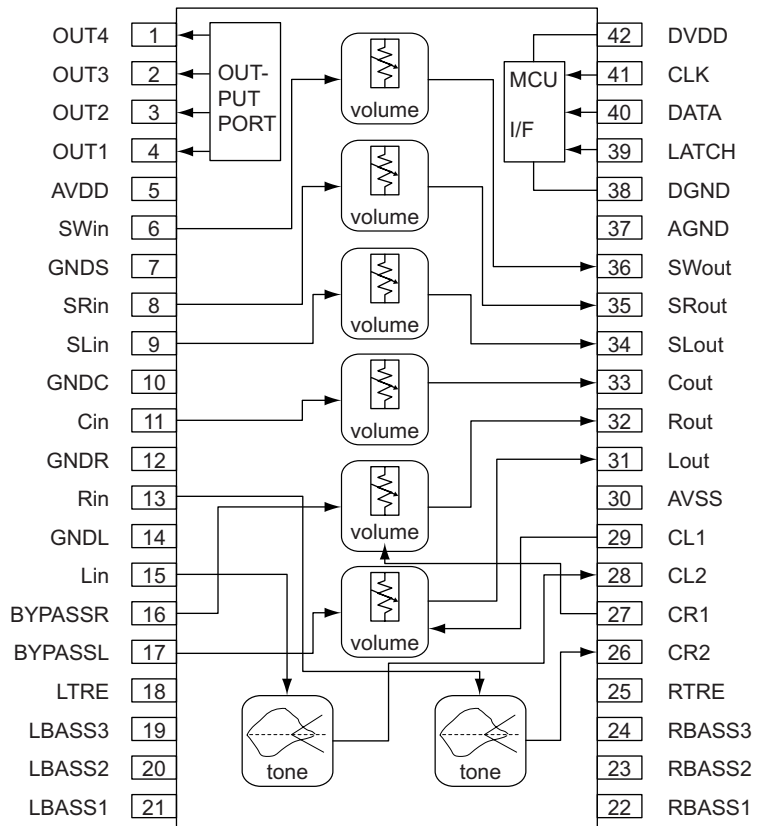 OUT4 1
OUT3 2
OUT2 3
OUT1 4
AVDD 5
SWin 6
GNDS 7
SRin 8
SLin 9
GNDC 10
Cin 11
GNDR 12
Rin 13
GNDL 14
Lin 15
BYPASSR 16
BYPASSL 17
LTRE 18
LBASS3 19
LBASS2 20
LBASS1 21
OUT-
PUT
PORT
volume
volume
volume
volume
volume
volume
tone
tone
MCU
I/F
42 DVDD
41 CLK
40 DATA
39 LATCH
38 DGND
37 AGND
36 SWout
35 SRout
34 SLout
33 Cout
32 Rout
31 Lout
30 AVSS
29 CL1
28 CL2
27 CR1
26 CR2
25 RTRE
24 RBASS3
23 RBASS2
22 RBASS1